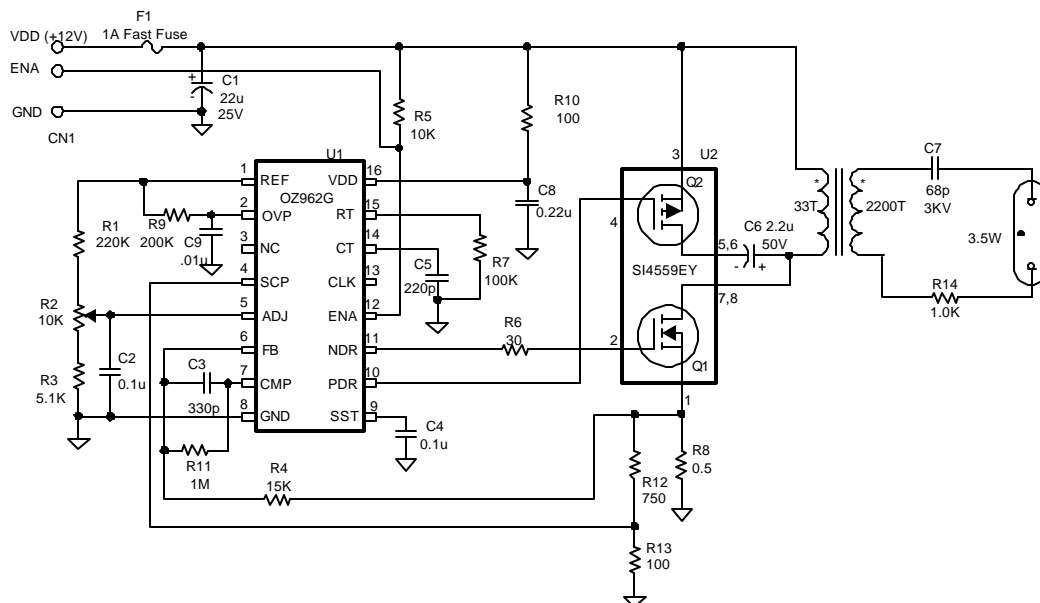 F1
1A Fast Fuse
VDD (+12V)
ENA
GND
CN1
+
C1
-
22u
25V
R5
10K
R10
100
U1
1
REF
VDD
16
OZ962G
2
OVP
RT
15
3
NC
CT
14
4
SCP
CLK
13
5
ADJ
ENA
12
6
FB
NDR
11
7
CMP
PDR
10
8
GND
SST
9
R1
220K
R9
200K
C9
.01u
C8
0.22u
R7
100K
C5
220p
R2
10K
C2
0.1u
R3
5.1K
C3
330p
R11
1M
R4
15K
C4
0.1u
R6
30
3
U2
Q2
4
5,6
SI4559EY
7,8
2
Q1
1
C6 2.2u
50V
- +
*
33T
*
2200T
C7
68p
3KV
3.5W
R14
1.0K
R12
750
R8
0.5
R13
100